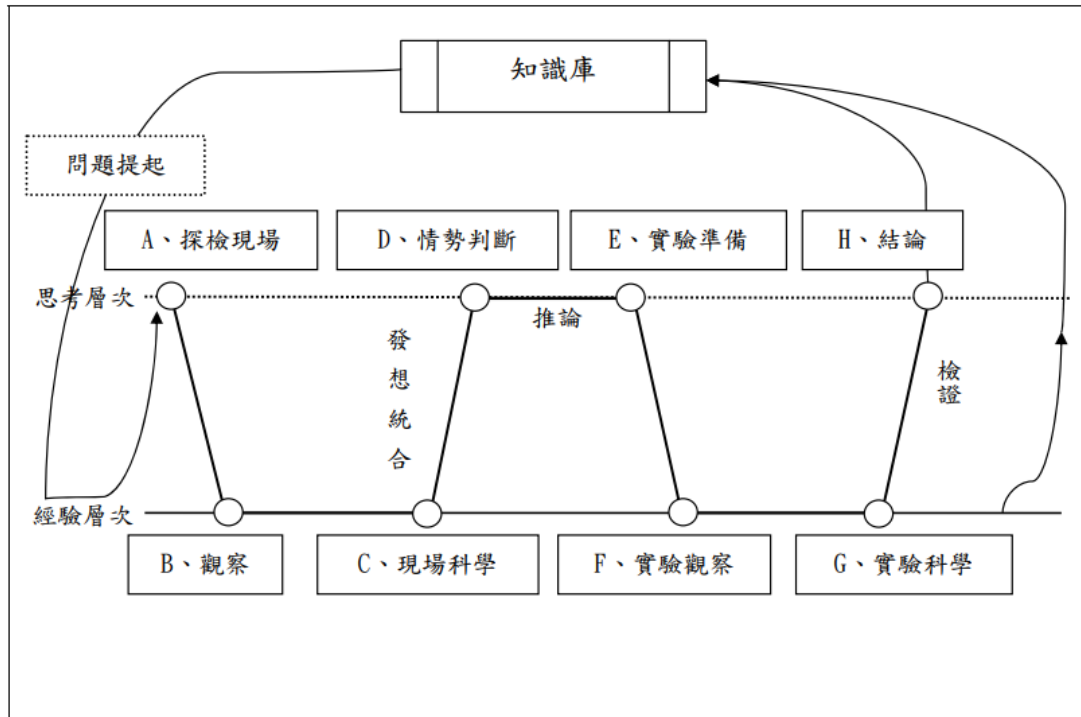 知識庫
問題提起
A、探檢現場
D、情勢判斷
E、實驗準備
H、結論
思考層次
推論
發想統合
檢證
經驗層次
B、觀察
C、現場科學
F、實驗觀察
G、實驗科學